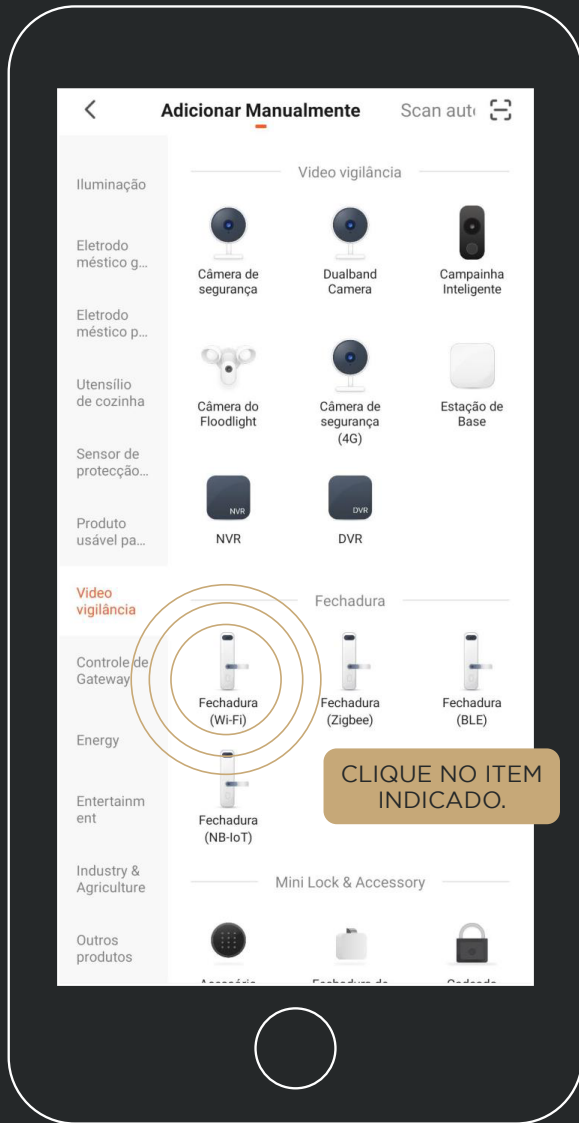 Adicionar Manualmente
Scan aut
Iluminação
Eletrodo
méstico g...
Eletrodo
méstico p...
Utensílio
de cozinha
Sensor de
protecção...
Produto
usável pa...
Video
vigilância
Controle de
Gateway
Energy
Entertainm
ent
Industry &
Agriculture
Outros
produtos
Video vigilância
Câmera de
segurança
Dualband
Camera
Campainha
Inteligente
Câmera do
Floodlight
Câmera de
segurança
(4G)
Estação de
Base
NVR
NVR
DVR
DVR
Fechadura
Fechadura
(Wi-Fi)
Fechadura
(Zigbee)
Fechadura
(BLE)
CLIQUE NO ITEM
INDICADO.
Fechadura
(NB-IoT)
Mini Lock & Accessory